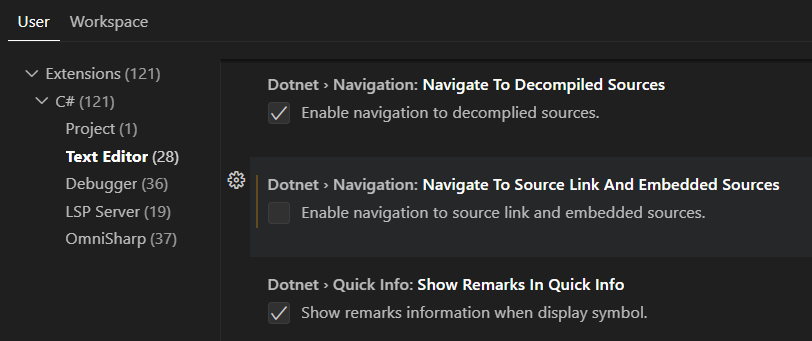 User Workspace
Extensions (121)
C# (121)
Project (1)
Text Editor (28)
Debugger (36)
LSP Server (19)
OmniSharp (37)
Dotnet › Navigation: Navigate To Decompiled Sources
Enable navigation to decomplied sources.
Dotnet › Navigation: Navigate To Source Link And Embedded Sources
Enable navigation to source link and embedded sources.
Dotnet › Quick Info: Show Remarks In Quick Info
Show remarks information when display symbol.